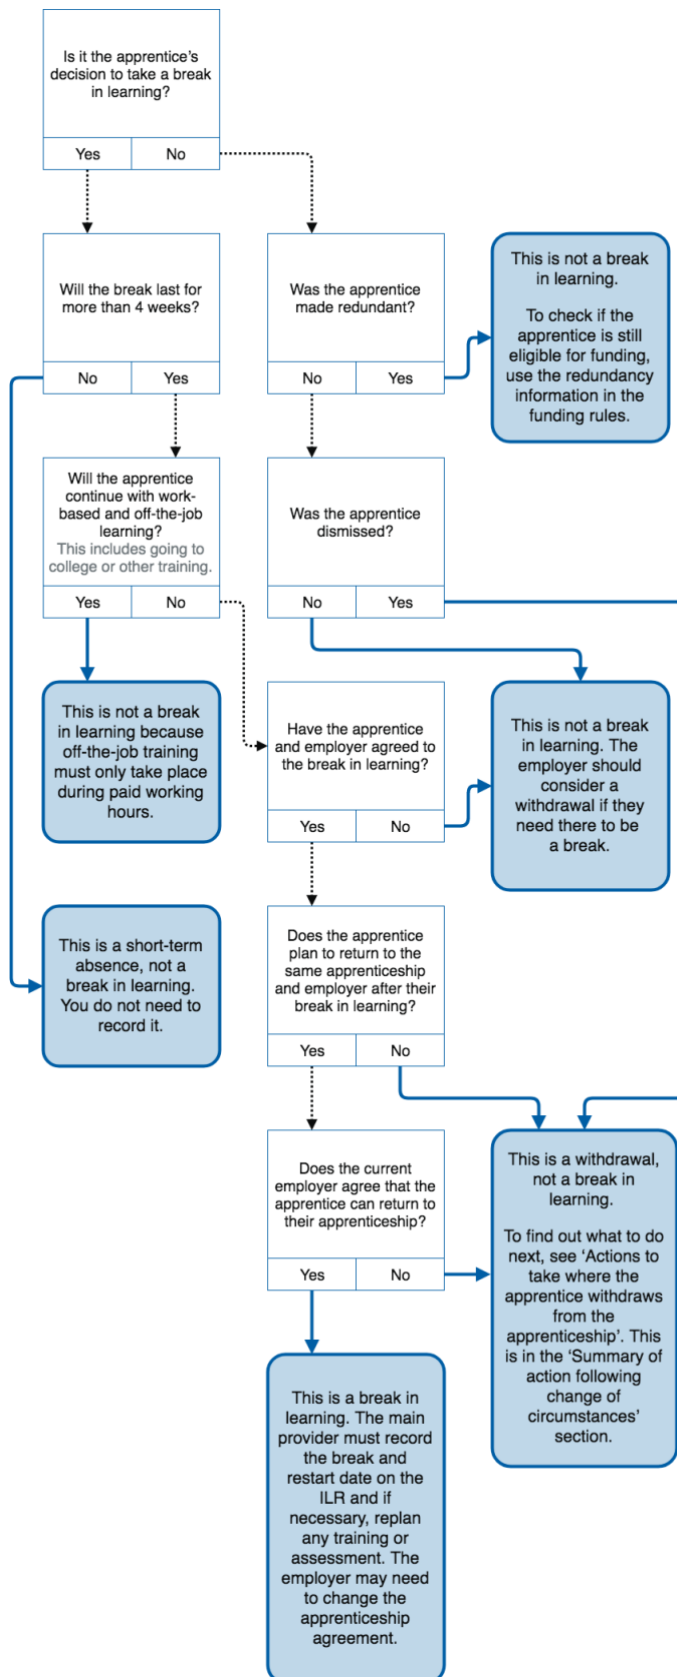 Is it the apprentice's
decision to take a break
in learning?
Yes
No
Will the break last for
more than 4 weeks?
No
Yes
Was the apprentice
made redundant?
No
Yes
This is not a break
in learning.
To check if the
apprentice is still
eligible for funding,
use the redundancy
information in the
funding rules.
Will the apprentice
continue with work-
based and off-the-job
learning?
This includes going to
college or other training.
Yes
No
Was the apprentice
dismissed?
No
Yes
This is not a break
in learning because
off-the-job training
must only take place
during paid working
hours.
Have the apprentice
and employer agreed to
the break in learning?
Yes
No
This is not a break
in learning. The
employer should
consider a
withdrawal if they
need there to be
a break.
This is a short-term
absence, not a
break in learning.
You do not need to
record it.
Does the apprentice
plan to return to the
same apprenticeship
and employer after their
break in learning?
Yes
No
Does the current
employer agree that the
apprentice can return to
their apprenticeship?
Yes
No
This is a withdrawal,
not a break in
learning.
To find out what to do
next, see ‘Actions to
take where the
apprentice withdraws
from the
apprenticeship’. This
is in the ‘Summary of
action following
change of
circumstances’
section.
This is a break in
learning. The main
provider must record
the break and
restart date on the
ILR and if
necessary, replan
any training or
assessment. The
employer may need
to change the
apprenticeship
agreement.